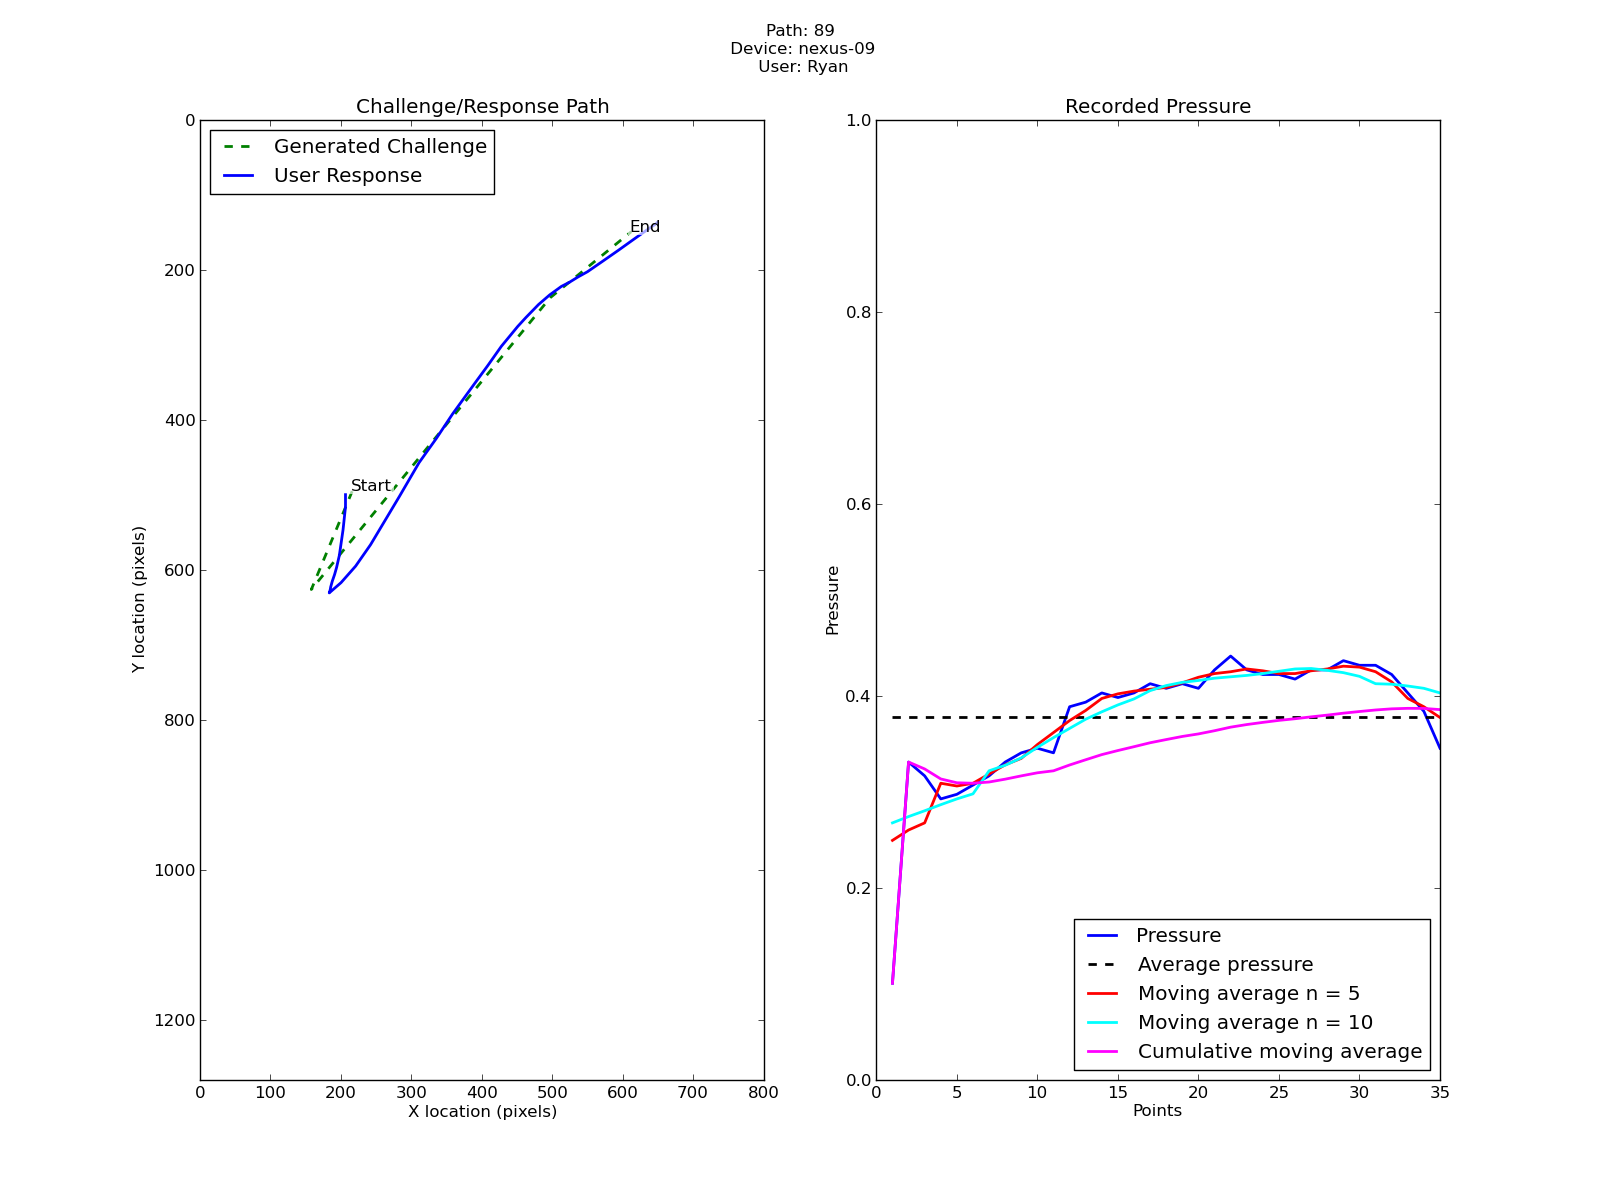 Path: 89
Device: nexus-09
User: Ryan
Challenge/Response Path
Generated Challenge
User Response
End
Start
0
200
400
600
800
1000
1200
Y location (pixels)
0 100 200 300 400 500 600 700 800
X location (pixels)
Recorded Pressure
1.0
0.8
0.6
0.4
0.2
0.0
Pressure
Pressure
Average pressure
Moving average n = 5
Moving average n = 10
Cumulative moving average
0 5 10 15 20 25 30 35
Points